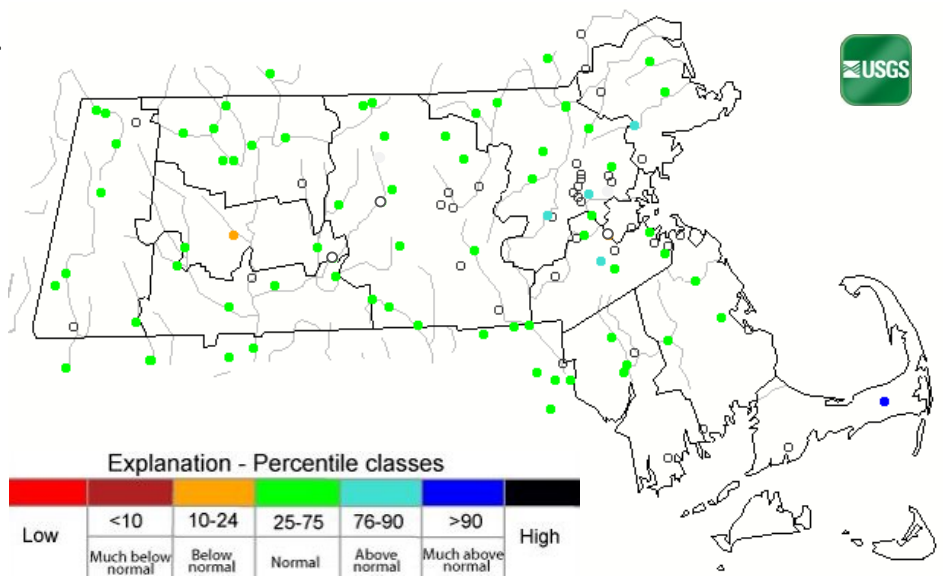 USGS
Explanation - Percentile classes
<10 10-24 25-75 76-90 >90
Low High
Much below normal Below normal Normal Above normal Much above normal